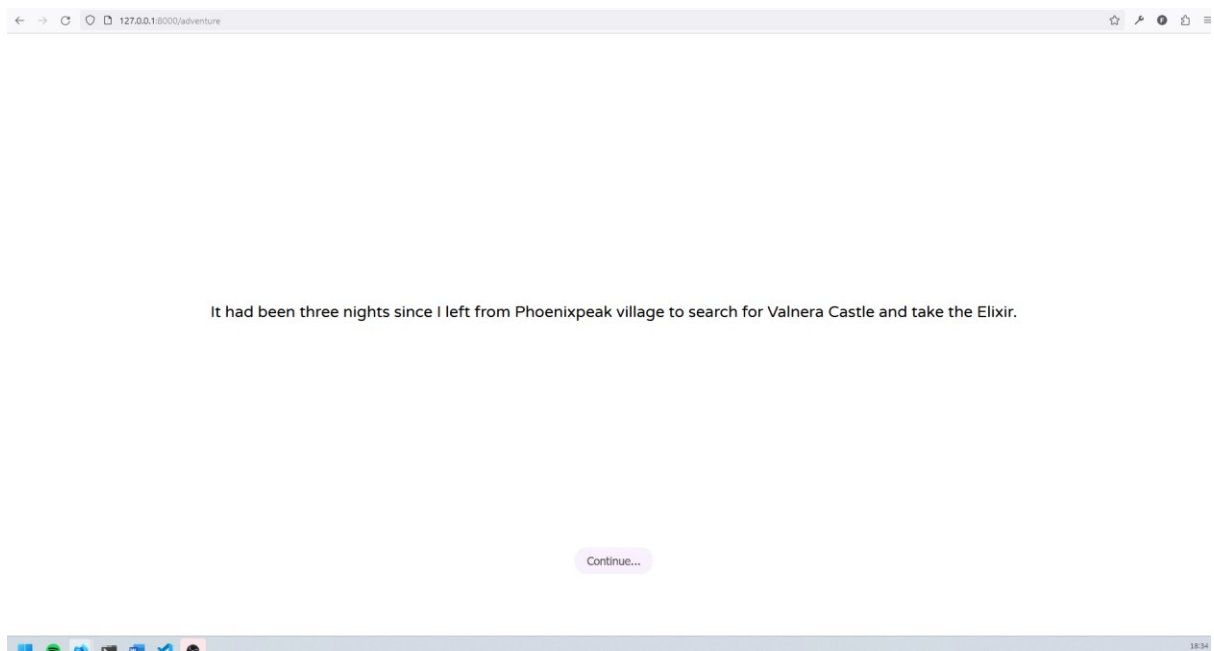 127.0.0.1:8000/adventure
It had been three nights since I left from Phoenixpeak village to search for Valnera Castle and take the Elixir.
Continue...
18:34